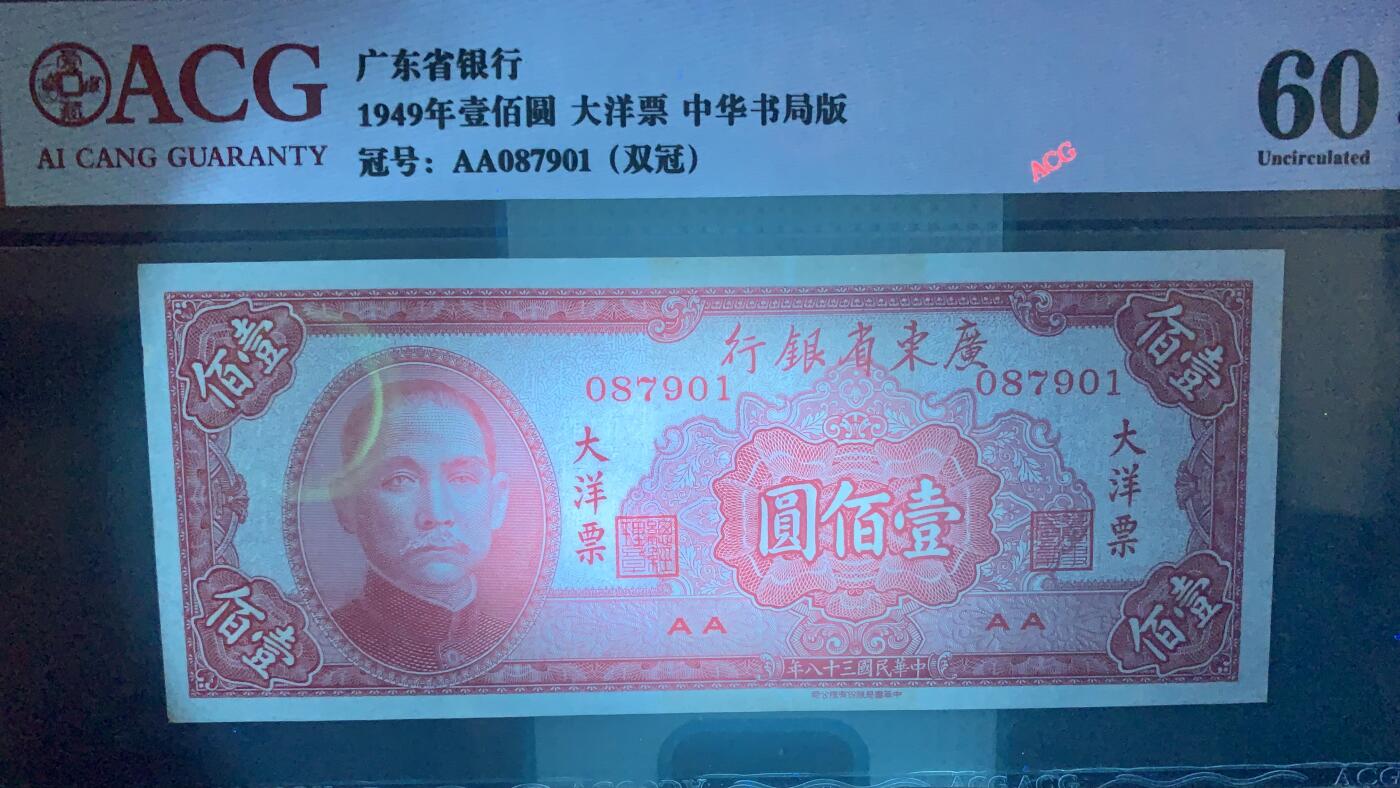 ACG
AI CANG GUARANTY
广东省银行
1949年壹佰圆 大洋票 中华书局版
冠号：AA087901（双冠）
ACG
60
Uncirculated
行銀省東廣
087901
087901
佰壹
佰壹
大洋票
大洋票
圓佰壹
AA
AA
佰壹
佰壹
年八十三國民華中
ACG ACG
ACG